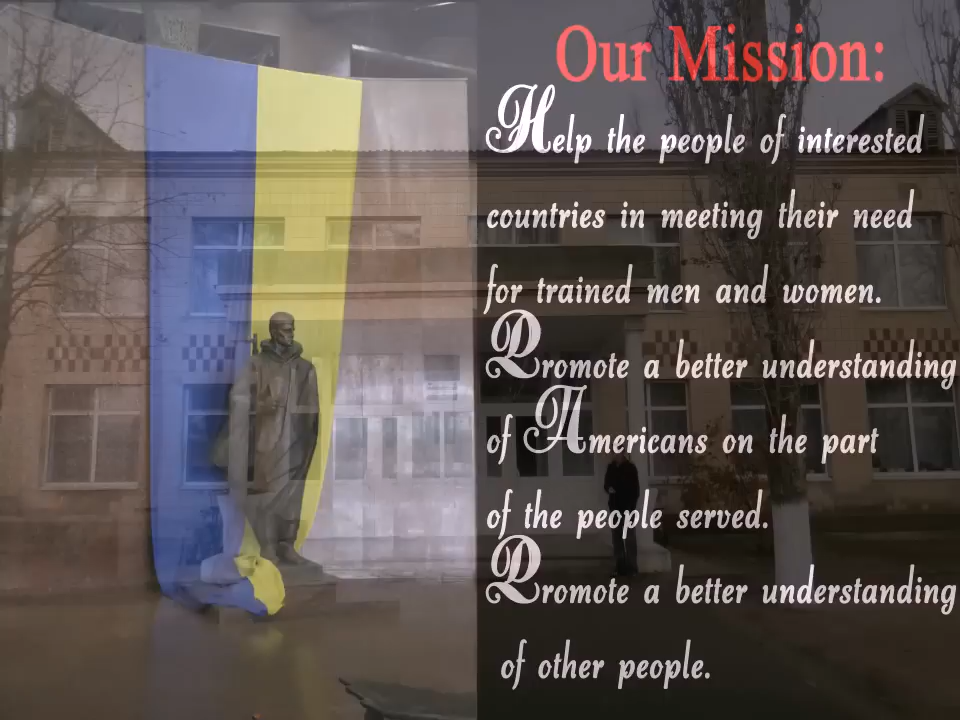 Our Mission:
Help the people of interested
countries in meeting their need
for trained men and women.
Promote a better understanding
of Americans on the part
of the people served.
Promote a better understanding
of other people.